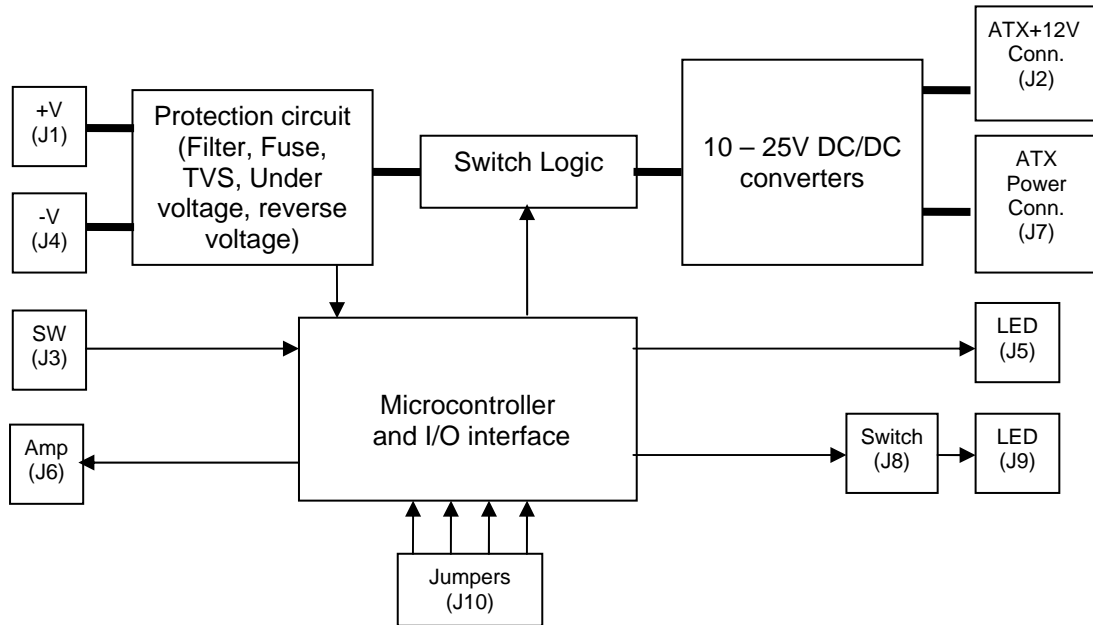 +V
(J1)
-V
(J4)
Protection circuit
(Filter, Fuse,
TVS, Under
voltage, reverse
voltage)
Switch Logic
10 – 25V DC/DC
converters
ATX+12V
Conn.
(J2)
ATX
Power
Conn.
(J7)
SW
(J3)
Amp
(J6)
Microcontroller
and I/O interface
LED
(J5)
Switch
(J8)
LED
(J9)
Jumpers
(J10)